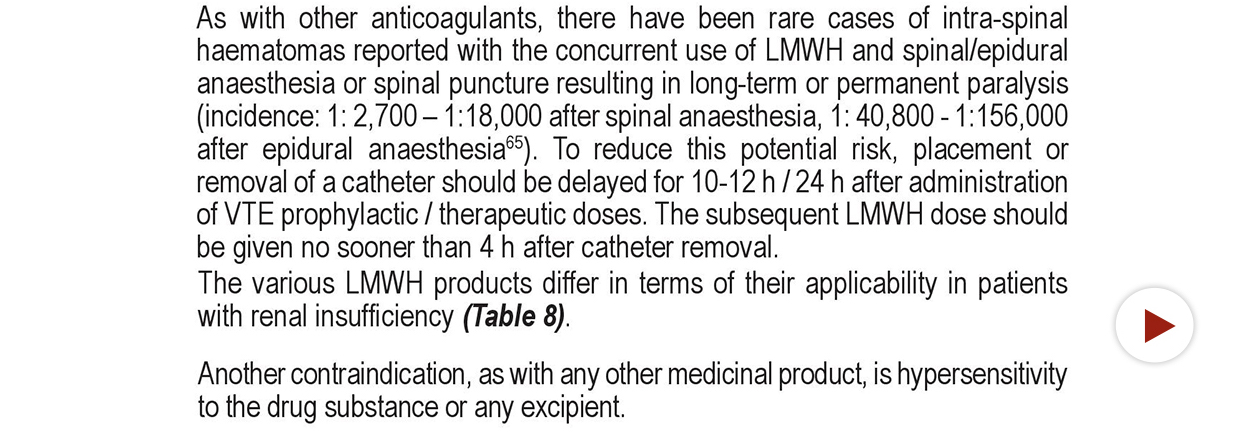 As with other anticoagulants, there have been rare cases of intra-spinal
haematomas reported with the concurrent use of LMWH and spinal/epidural
anaesthesia or spinal puncture resulting in long-term or permanent paralysis
(incidence: 1: 2,700 – 1:18,000 after spinal anaesthesia, 1: 40,800 - 1:156,000
after epidural anaesthesia⁶⁵). To reduce this potential risk, placement or
removal of a catheter should be delayed for 10-12 h / 24 h after administration
of VTE prophylactic / therapeutic doses. The subsequent LMWH dose should
be given no sooner than 4 h after catheter removal.
The various LMWH products differ in terms of their applicability in patients
with renal insufficiency (Table 8).
Another contraindication, as with any other medicinal product, is hypersensitivity
to the drug substance or any excipient.